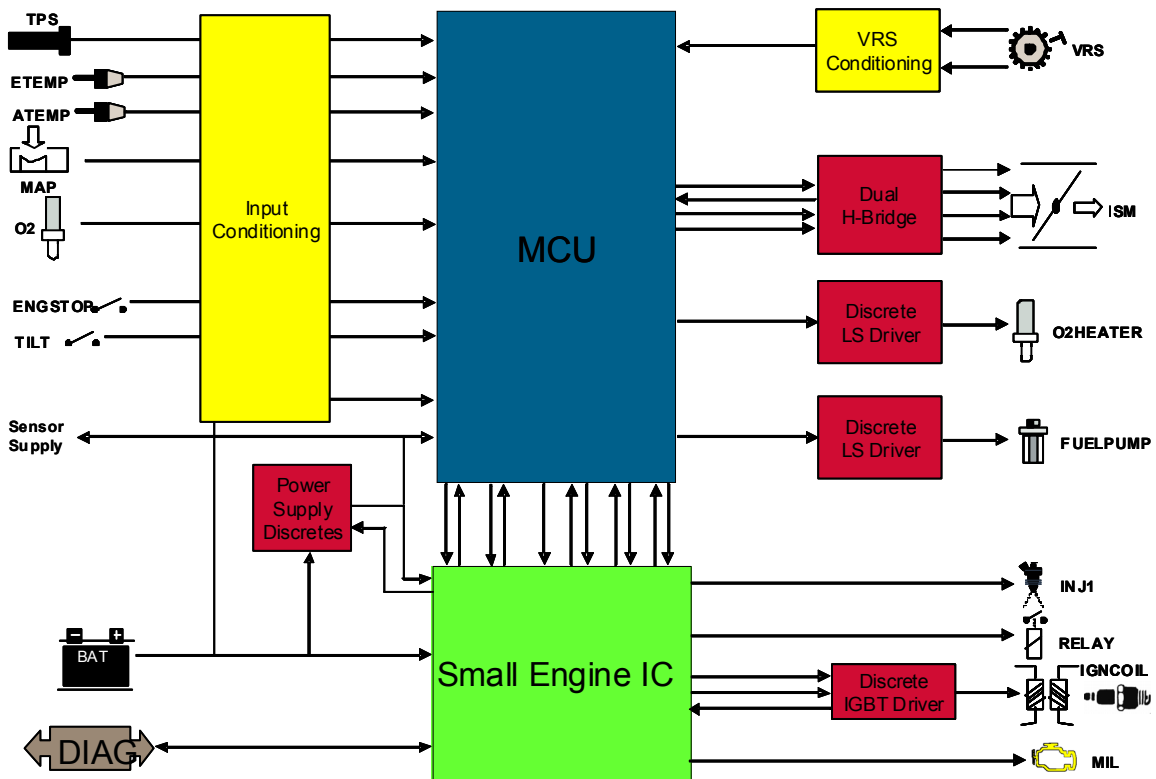 TPS
ETEMP
ATEMP
MAP
O2
ENGSTOP
TILT
Sensor
Supply
Input
Conditioning
MCU
VRS
Conditioning
VRS
Dual
H-Bridge
ISM
Discrete
LS Driver
O2HEATER
Discrete
LS Driver
FUELPUMP
Power
Supply
Discretes
BAT
DIAG
Small Engine IC
INJ1
RELAY
Discrete
IGBT Driver
IGNCOIL
MIL